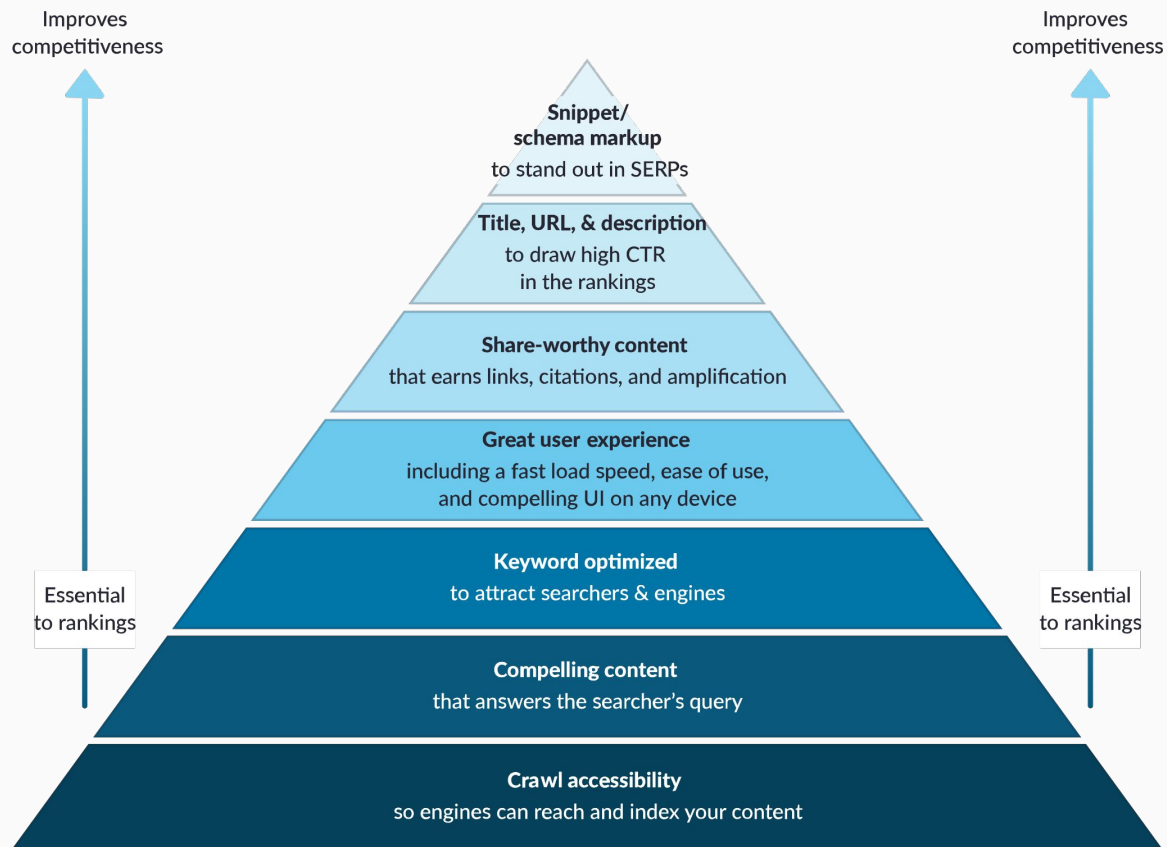 Improves
competitiveness
Improves
competitiveness
Snippet/
schema markup
to stand out in SERPs
Title, URL, & description
to draw high CTR
in the rankings
Share-worthy content
that earns links, citations, and amplification
Great user experience
including a fast load speed, ease of use,
and compelling UI on any device
Keyword optimized
to attract searchers & engines
Essential
to rankings
Essential
to rankings
Compelling content
that answers the searcher’s query
Crawl accessibility
so engines can reach and index your content